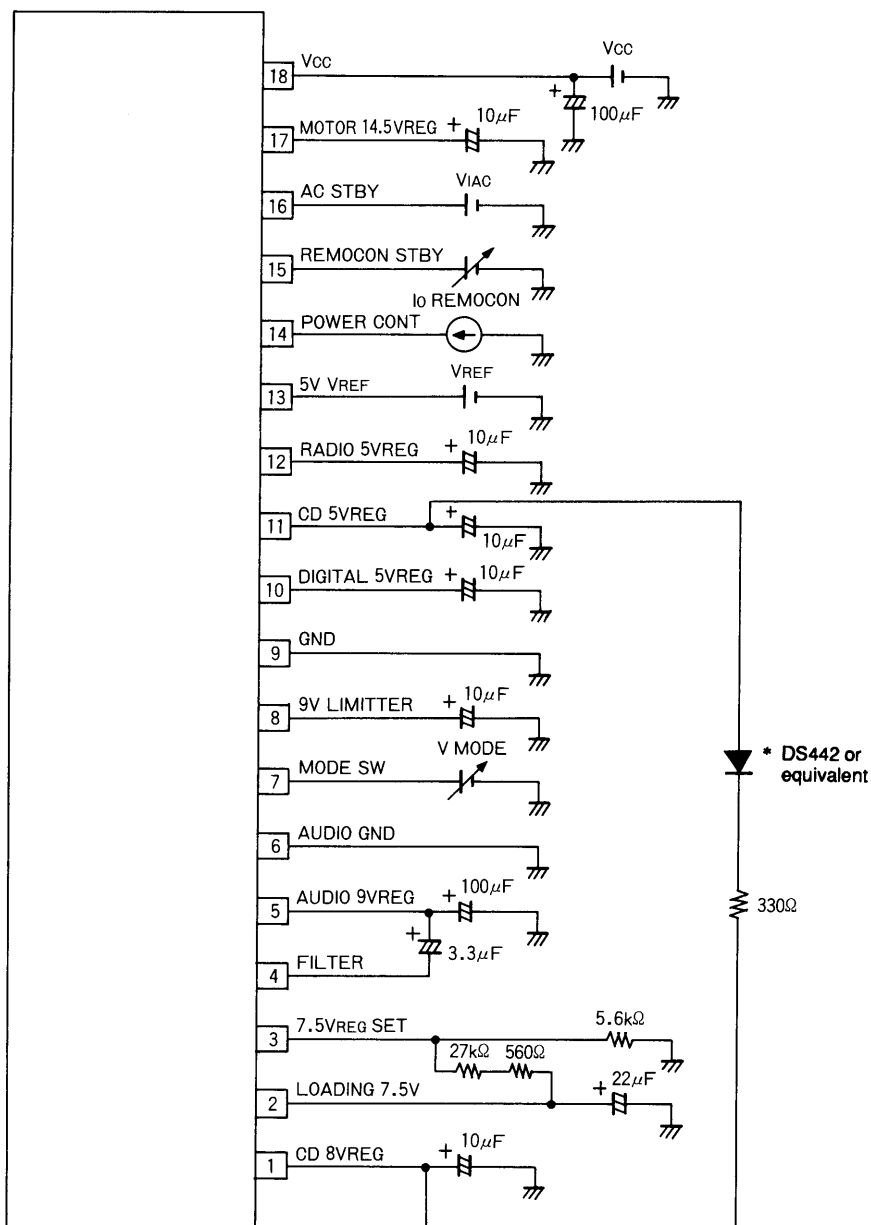 18 VCC VCC
+ 100μF
17 MOTOR 14.5VREG + 10μF
16 AC STBY VIAC
15 REMOCON STBY
Io REMOCON
14 POWER CONT
13 5V VREF VREF
12 RADIO 5VREG + 10μF
11 CD 5VREG + 10μF
10 DIGITAL 5VREG + 10μF
9 GND
8 9V LIMITTER + 10μF
V MODE
7 MODE SW
* DS442 or
equivalent
6 AUDIO GND
5 AUDIO 9VREG + 100μF
330Ω
+ 3.3μF
4 FILTER
3 7.5VREG SET 5.6kΩ
27kΩ 560Ω
2 LOADING 7.5V + 22μF
1 CD 8VREG + 10μF